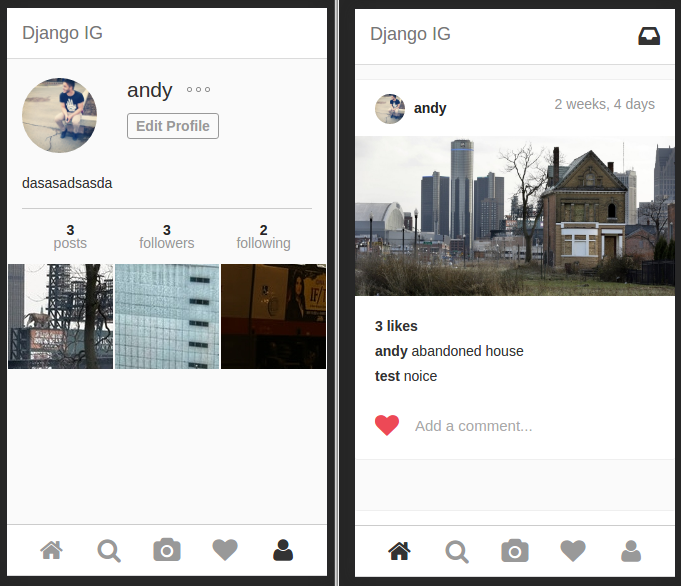 Django IG
andy
Edit Profile
dasasadsasda
3 3 2
posts followers following
Django IG
andy 2 weeks, 4 days
3 likes
andy abandoned house
test noice
Add a comment...